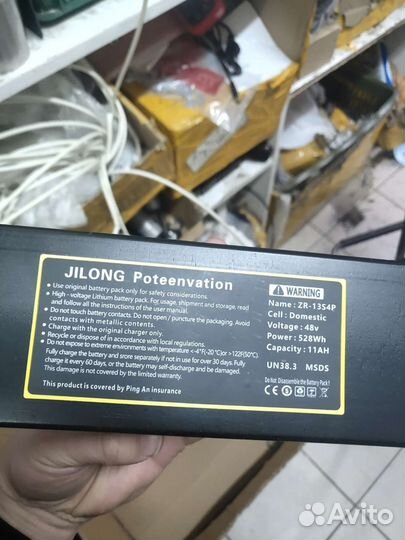 JILONG Poteenvation
Use original battery pack only for safety considerations.
High - voltage Lithium battery pack. For usage, shipment and storage, read
and follow all the instructions of the user manual.
Do not touch battery contacts. Do not open / puncture the packaging. Avoid
contacts with metallic contents.
Charge with the original charger only.
Recycle or dispose of in accordance with local regulations.
Do not expose to extreme environments with temperature <-4°F(-20 °C)or >122F(50°C).
Fully charge the battery and srore separately if not in use for over 30 days. Fully
charge it every 60 days, or the battery may self-discharge and be damaged.
This damage is not covered by the limited warranty.
This product is covered by Ping An insurance
WARNING
Name : ZR-13S4P
Cell : Domestic
Voltage : 48v
Power : 528Wh
Capacity : 11AH
UN38.3 MSDS
Do Not Disassemble the Battery Pack !
Avito